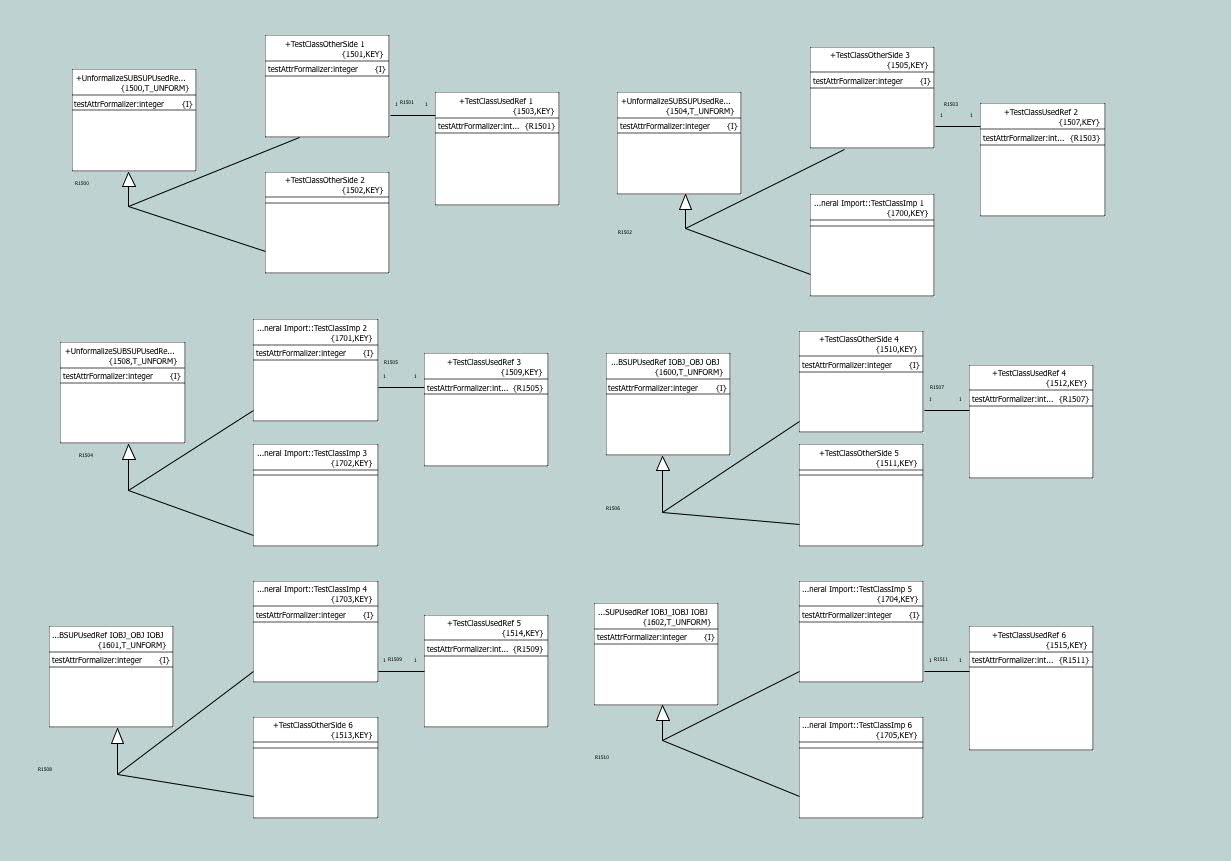 +TestClassOtherSide 1
{1501,KEY}
testAttrFormalizer:integer {I}
+UnformalizeSUBSUPUsedRe...
{1500,T_UNFORM}
testAttrFormalizer:integer {I}
1 R1501 1
+TestClassUsedRef 1
{1503,KEY}
testAttrFormalizer:int... {R1501}
R1500
+TestClassOtherSide 2
{1502,KEY}
+TestClassOtherSide 3
{1505,KEY}
testAttrFormalizer:integer {I}
+UnformalizeSUBSUPUsedRe...
{1504,T_UNFORM}
testAttrFormalizer:integer {I}
R1503
1 1
+TestClassUsedRef 2
{1507,KEY}
testAttrFormalizer:int... {R1503}
R1502
...neral Import::TestClassImp 1
{1700,KEY}
...neral Import::TestClassImp 2
{1701,KEY}
testAttrFormalizer:integer {I}
+UnformalizeSUBSUPUsedRe...
{1508,T_UNFORM}
testAttrFormalizer:integer {I}
R1505
1 1
+TestClassUsedRef 3
{1509,KEY}
testAttrFormalizer:int... {R1505}
R1504
...neral Import::TestClassImp 3
{1702,KEY}
+TestClassOtherSide 4
{1510,KEY}
testAttrFormalizer:integer {I}
...BSUPUsedRef IOBJ_OBJ OBJ
{1600,T_UNFORM}
testAttrFormalizer:integer {I}
R1507
1 1
+TestClassUsedRef 4
{1512,KEY}
testAttrFormalizer:int... {R1507}
R1506
+TestClassOtherSide 5
{1511,KEY}
...neral Import::TestClassImp 4
{1703,KEY}
testAttrFormalizer:integer {I}
...BSUPUsedRef IOBJ_OBJ IOBJ
{1601,T_UNFORM}
testAttrFormalizer:integer {I}
1 R1509 1
+TestClassUsedRef 5
{1514,KEY}
testAttrFormalizer:int... {R1509}
R1508
+TestClassOtherSide 6
{1513,KEY}
...neral Import::TestClassImp 5
{1704,KEY}
testAttrFormalizer:integer {I}
...SUPUsedRef IOBJ_IOBJ IOBJ
{1602,T_UNFORM}
testAttrFormalizer:integer {I}
1 R1511 1
+TestClassUsedRef 6
{1515,KEY}
testAttrFormalizer:int... {R1511}
R1510
...neral Import::TestClassImp 6
{1705,KEY}